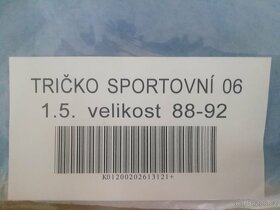 TRIČKO SPORTOVNÍ 06
1.5. velikost 88-92
K01200202613121+